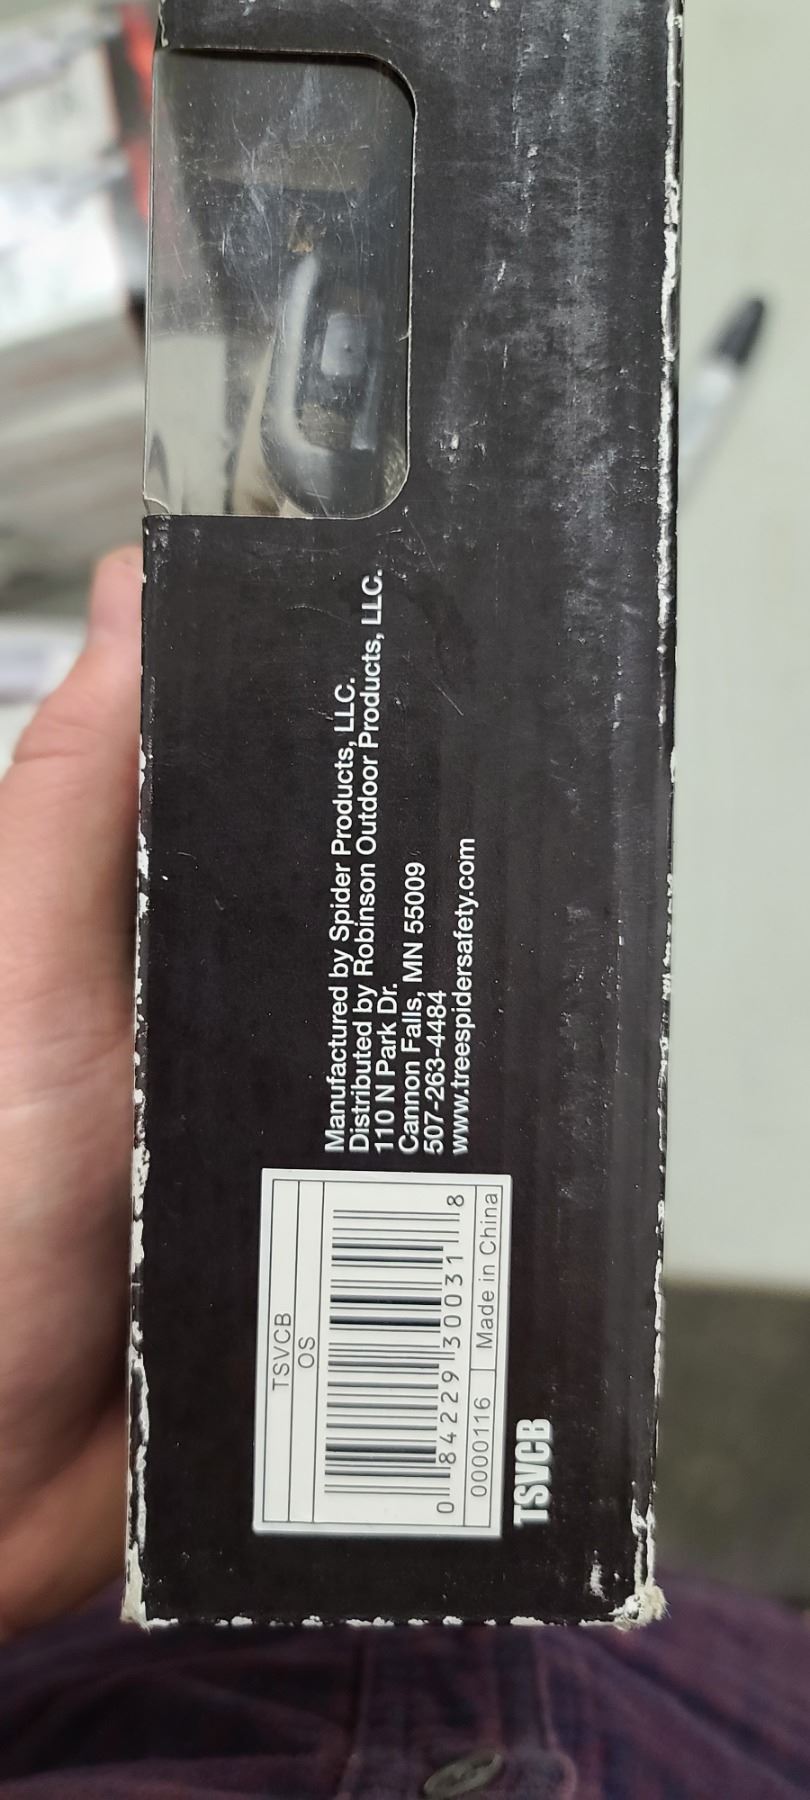 Manufactured by Spider Products, LLC.
Distributed by Robinson Outdoor Products, LLC.
110 N Park Dr.
Cannon Falls, MN 55009
507-263-4484
www.treespidersafety.com
TSVCB
OS
0 84229 30031 8
0000116 Made in China
TSVCB